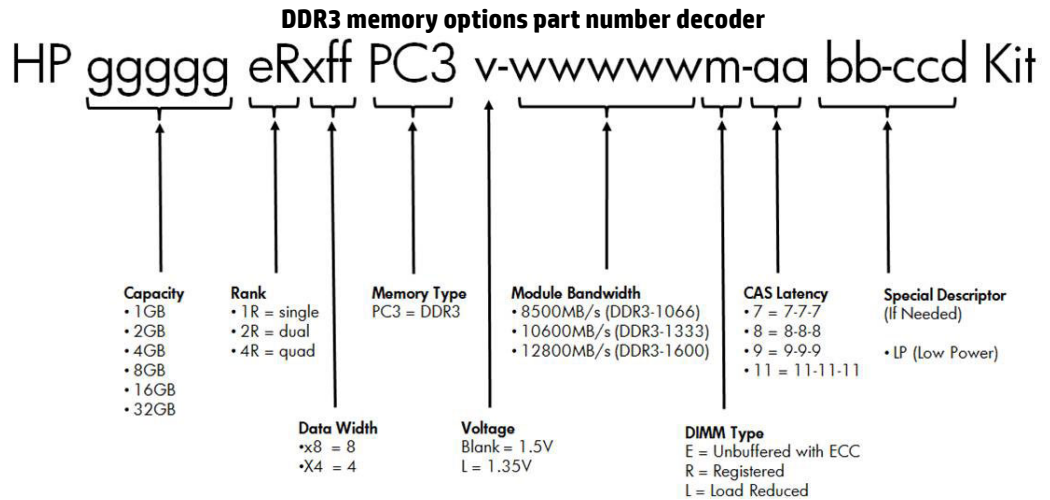 DDR3 memory options part number decoder
HP ggggg eRxff PC3 v-wwwwwm-aa bb-ccd Kit
Capacity
• 1GB
• 2GB
• 4GB
• 8GB
• 16GB
• 32GB
Rank
• 1R = single
• 2R = dual
• 4R = quad
Data Width
•x8 = 8
•X4 = 4
Memory Type
PC3 = DDR3
Voltage
Blank = 1.5V
L = 1.35V
Module Bandwidth
• 8500MB/s (DDR3-1066)
• 10600MB/s (DDR3-1333)
• 12800MB/s (DDR3-1600)
DIMM Type
E = Unbuffered with ECC
R = Registered
L = Load Reduced
CAS Latency
• 7 = 7-7-7
• 8 = 8-8-8
• 9 = 9-9-9
• 11 = 11-11-11
Special Descriptor
(If Needed)
• LP (Low Power)